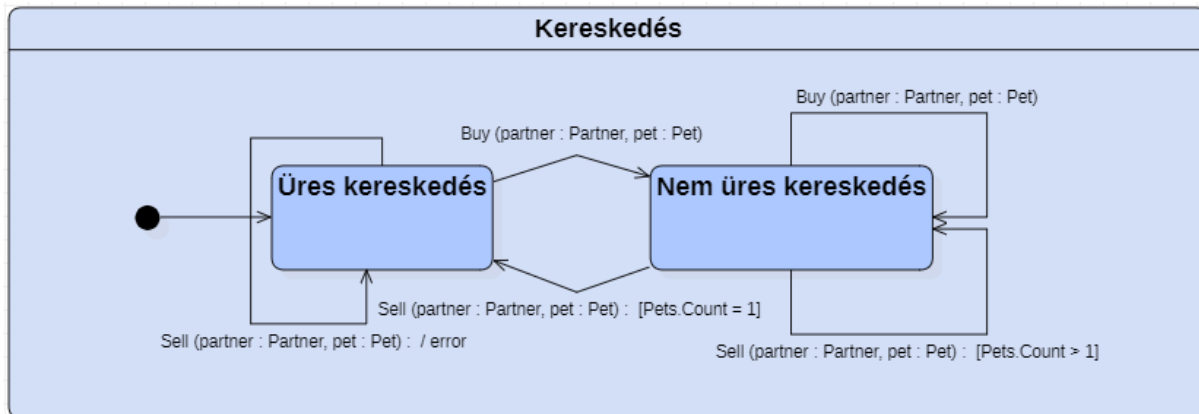 Kereskedés
Buy (partner : Partner, pet : Pet)
Buy (partner : Partner, pet : Pet)
Üres kereskedés
Nem üres kereskedés
Sell (partner : Partner, pet : Pet) :  [Pets.Count = 1]
Sell (partner : Partner, pet : Pet) :  / error
Sell (partner : Partner, pet : Pet) :  [Pets.Count > 1]